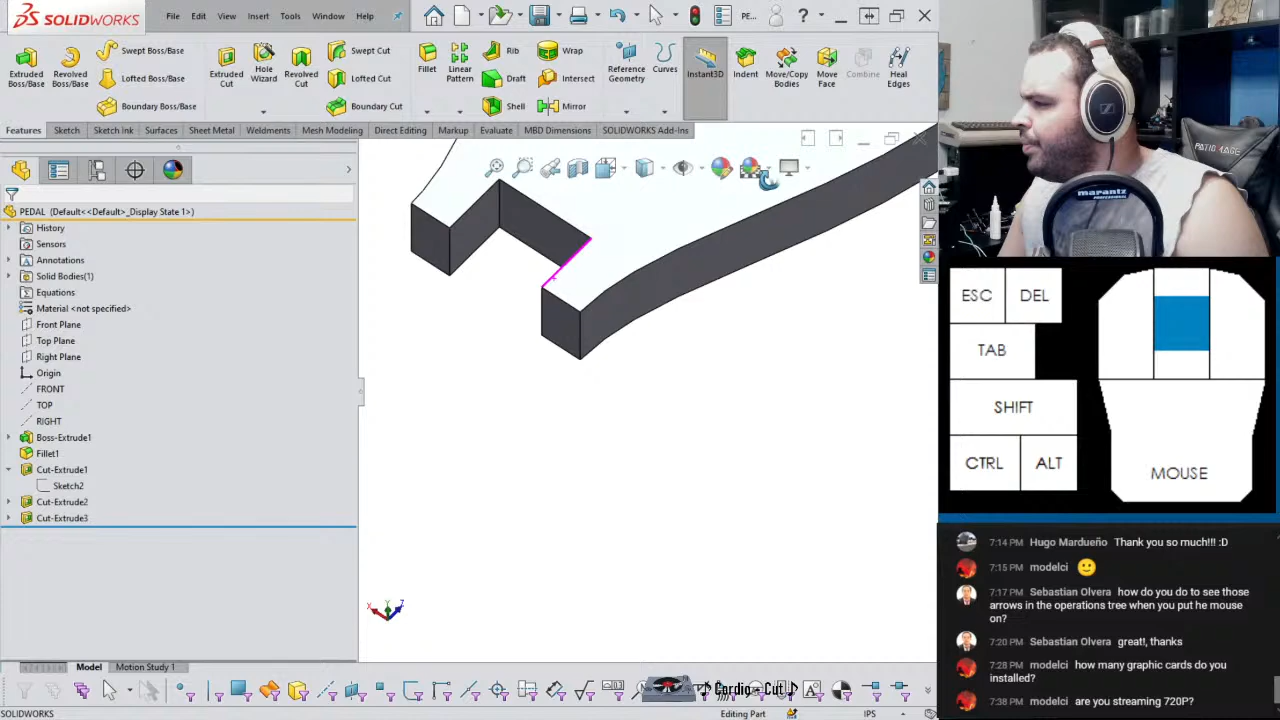 SOLIDWORKS
File
Edit
View
Insert
Tools
Window
Help
PE...
Extruded Boss/Base
Revolved Boss/Base
Swept Boss/Base
Lofted Boss/Base
Boundary Boss/Base
Extruded Cut
Hole Wizard
Revolved Cut
Swept Cut
Lofted Cut
Boundary Cut
Fillet
Linear Pattern
Rib
Draft
Shell
Wrap
Intersect
Mirror
Reference Geometry
Curves
Instant3D
Indent
Move/Copy Bodies
Move Face
Combine
Heal Edges
Features
Sketch
Sketch Ink
Surfaces
Sheet Metal
Weldments
Mesh Modeling
Direct Editing
Markup
Evaluate
MBD Dimensions
SOLIDWORKS Add-Ins
PEDAL (Default<<Default>_Display State 1>)
History
Sensors
Annotations
Solid Bodies(1)
Equations
Material <not specified>
Front Plane
Top Plane
Right Plane
Origin
FRONT
TOP
RIGHT
Boss-Extrude1
Fillet1
Cut-Extrude1
Sketch2
Cut-Extrude2
Cut-Extrude3
Model
Motion Study 1
SOLIDWORKS
Editing Part
IPS
marantz
PROFESSIONAL
ESC
DEL
TAB
SHIFT
CTRL
ALT
MOUSE
7:14 PM Hugo Mardueño Thank you so much!!! :D
7:15 PM modelci
7:17 PM Sebastian Olvera how do you do to see those
arrows in the operations tree when you put he mouse
on?
7:20 PM Sebastian Olvera great!, thanks
7:28 PM modelci how many graphic cards do you
installed?
7:38 PM modelci are you streaming 720P?